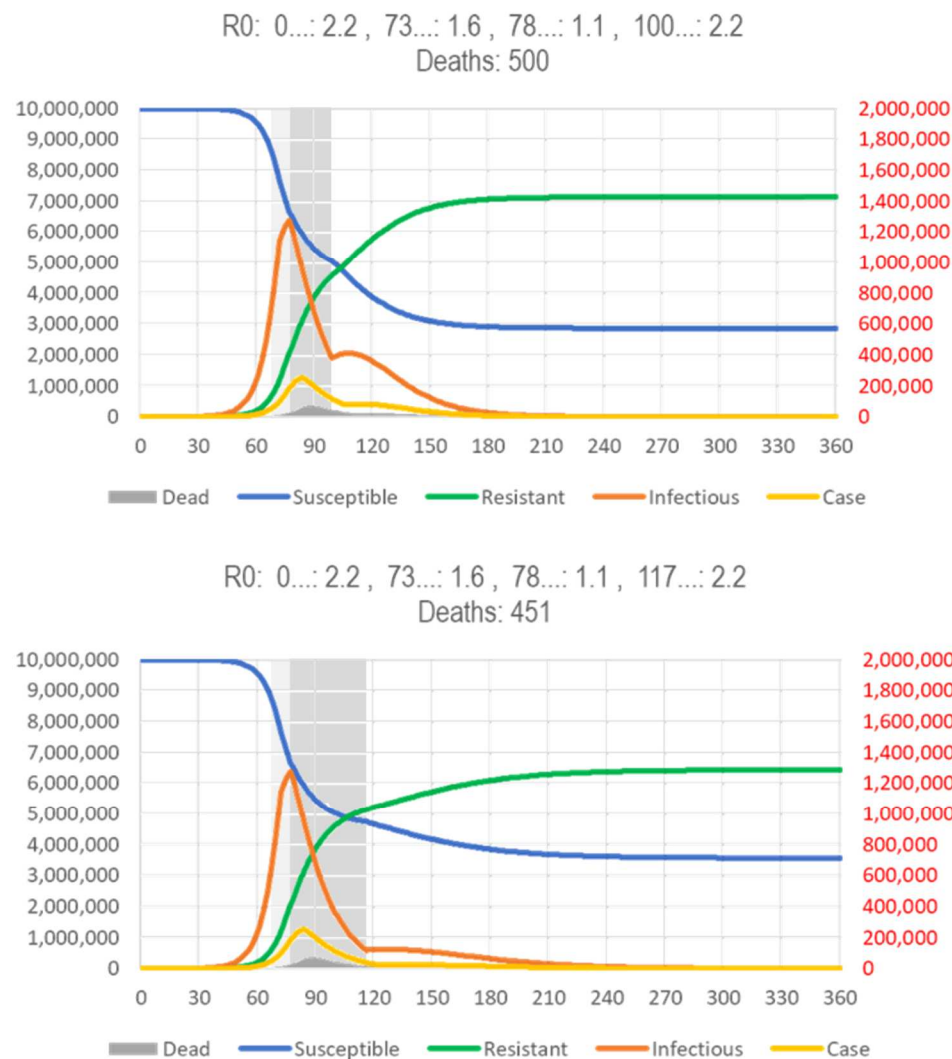 R0: 0...: 2.2 , 73...: 1.6 , 78...: 1.1 , 100...: 2.2
Deaths: 500
10,000,000 2,000,000
9,000,000 1,800,000
8,000,000 1,600,000
7,000,000 1,400,000
6,000,000 1,200,000
5,000,000 1,000,000
4,000,000 800,000
3,000,000 600,000
2,000,000 400,000
1,000,000 200,000
0 0
0 30 60 90 120 150 180 210 240 270 300 330 360
Dead Susceptible Resistant Infectious Case
R0: 0...: 2.2 , 73...: 1.6 , 78...: 1.1 , 117...: 2.2
Deaths: 451
10,000,000 2,000,000
9,000,000 1,800,000
8,000,000 1,600,000
7,000,000 1,400,000
6,000,000 1,200,000
5,000,000 1,000,000
4,000,000 800,000
3,000,000 600,000
2,000,000 400,000
1,000,000 200,000
0 0
0 30 60 90 120 150 180 210 240 270 300 330 360
Dead Susceptible Resistant Infectious Case